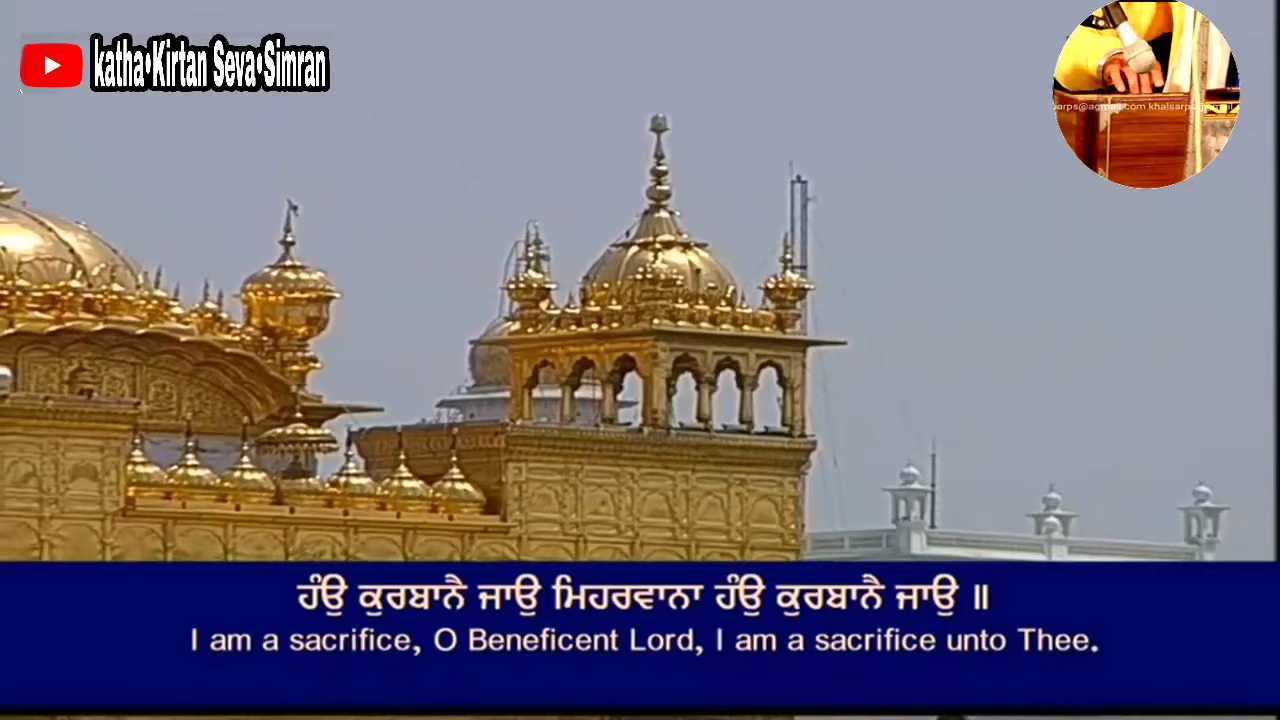 katha•Kirtan Seva•Simran
ਹੰਉ ਕੁਰਬਾਨੈ ਜਾਉ ਮਿਹਰਵਾਨਾ ਹੰਉ ਕੁਰਬਾਨੈ ਜਾਉ ॥
I am a sacrifice, O Beneficent Lord, I am a sacrifice unto Thee.